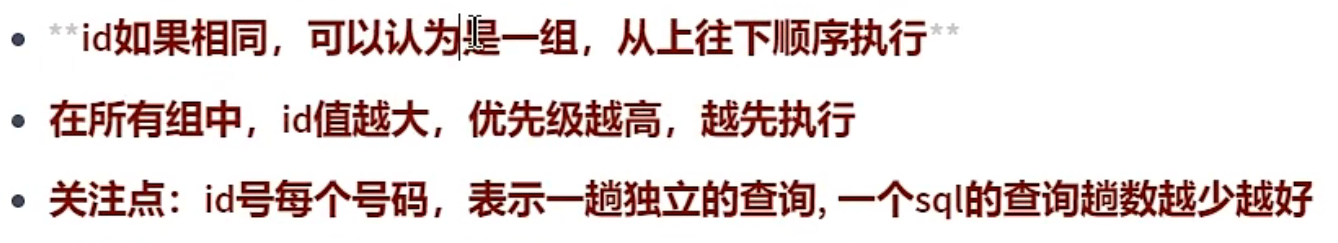 **id如果相同，可以认为是一组，从上往下顺序执行**
在所有组中，id值越大，优先级越高，越先执行
关注点：id号每个号码，表示一趟独立的查询, 一个sql的查询趟数越少越好